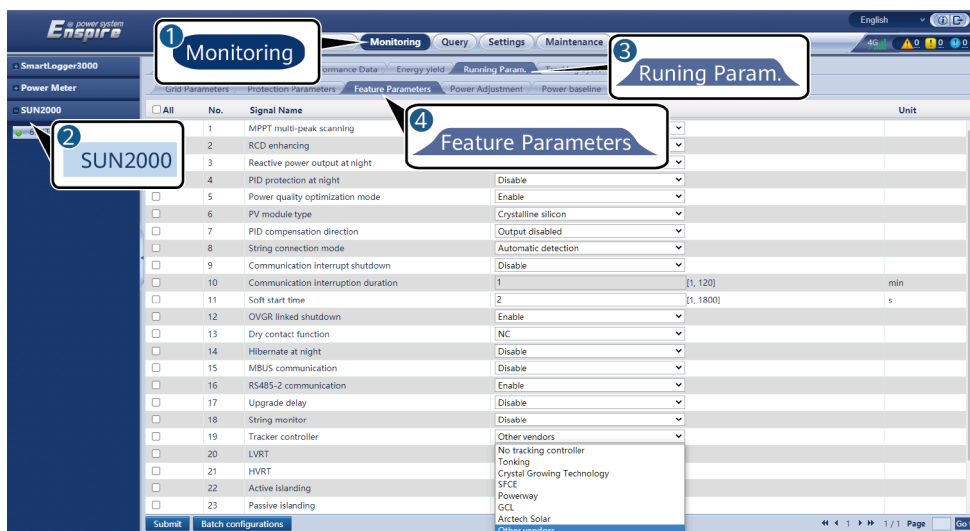 Enspire
e power system
English
Monitoring Query Settings Maintenance
4G 0 0 0
1 Monitoring
3 Runing Param.
SmartLogger3000
Power Meter
SUN2000
2 SUN2000
ormance Data Energy yield Running Param.
Grid Parameters Protection Parameters Feature Parameters Power Adjustment Power baseline
4 Feature Parameters
All No. Signal Name Unit
1 MPPT multi-peak scanning
2 RCD enhancing
3 Reactive power output at night
4 PID protection at night Disable
5 Power quality optimization mode Enable
6 PV module type Crystalline silicon
7 PID compensation direction Output disabled
8 String connection mode Automatic detection
9 Communication interrupt shutdown Disable
10 Communication interruption duration 1 [1, 120] min
11 Soft start time 2 [1, 1800] s
12 OVGR linked shutdown Enable
13 Dry contact function NC
14 Hibernate at night Disable
15 MBUS communication Disable
16 RS485-2 communication Enable
17 Upgrade delay Disable
18 String monitor Disable
19 Tracker controller Other vendors
20 LVRT
21 HVRT
22 Active islanding
23 Passive islanding
No tracking controller
Tonking
Crystal Growing Technology
SFCE
Powerway
GCL
Arctech Solar
Other vendors
Submit Batch configurations 1 1/1 Page Go